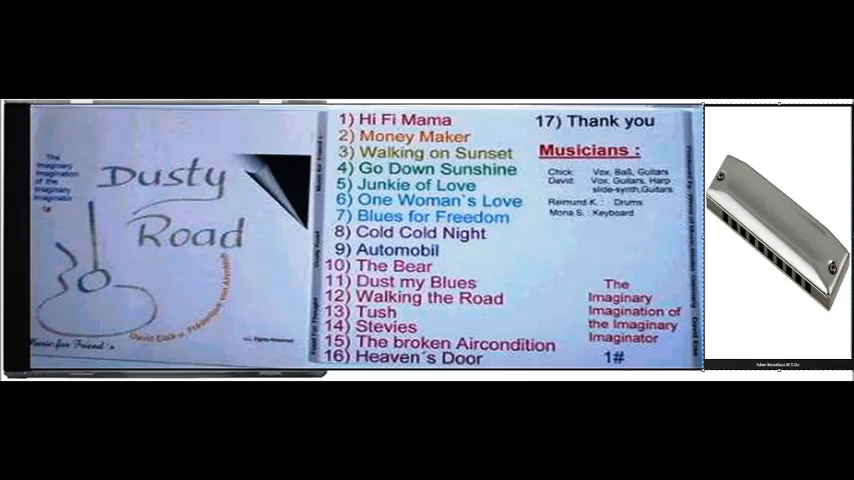 The
Imaginary
Imagination
of the
Imaginary
Imaginator
Dusty
Road
Music for Friend´s
All Rights Reserved
1) Hi Fi Mama
2) Money Maker
3) Walking on Sunset
4) Go Down Sunshine
5) Junkie of Love
6) One Woman`s Love
7) Blues for Freedom
8) Cold Cold Night
9) Automobil
10) The Bear
11) Dust my Blues
12) Walking the Road
13) Tush
14) Stevies
15) The broken Aircondition
16) Heaven´s Door
17) Thank you
Musicians :
Chick: Vox, Baß, Guitars
David: Vox, Guitars, Harp
slide-synth,Guitars
Reimund K. : Drums
Mona S. : Keyboard
The
Imaginary
Imagination of
the Imaginary
Imaginator
1#